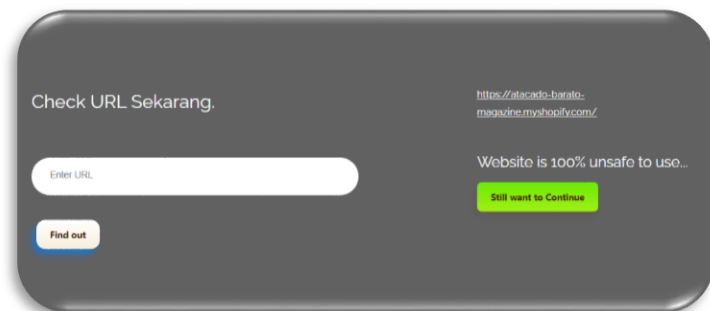 Check URL Sekarang.
Enter URL
Find out
https://atacado-barato-
magazine.myshopify.com/
Website is 100% unsafe to use...
Still want to Continue